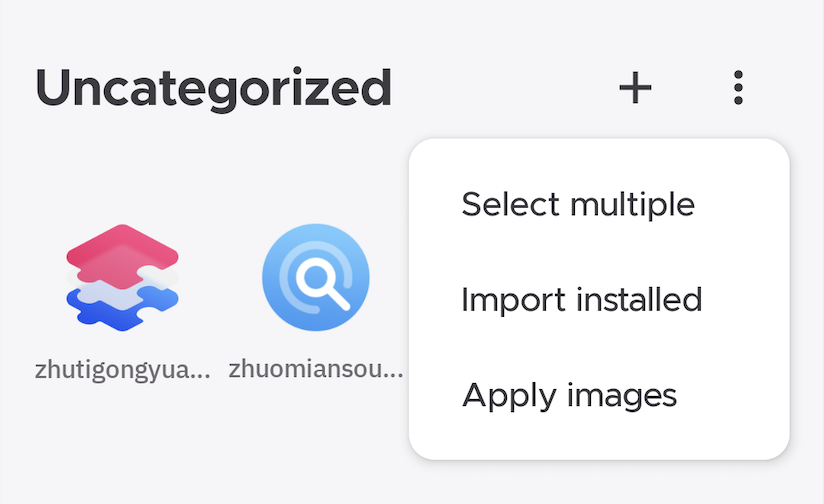 Uncategorized
Select multiple
Import installed
Apply images
zhutigongyua...
zhuomiansou...